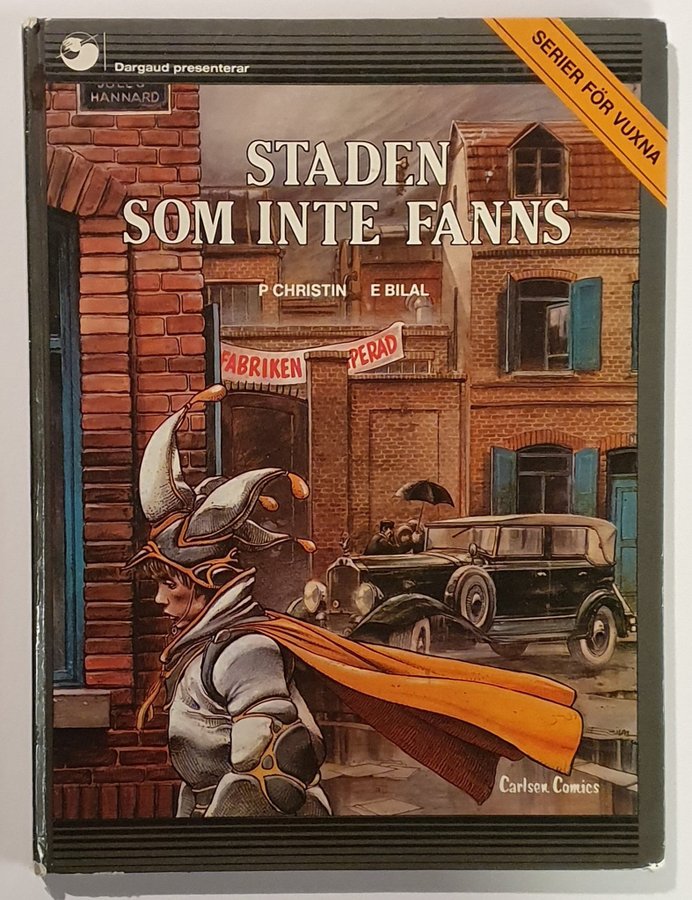 Dargaud presenterar
SERIER FÖR VUXNA
JULES
HANNARD
STADEN
SOM INTE FANNS
P CHRISTIN E BILAL
FABRIKEN PERAD
Carlsen Comics